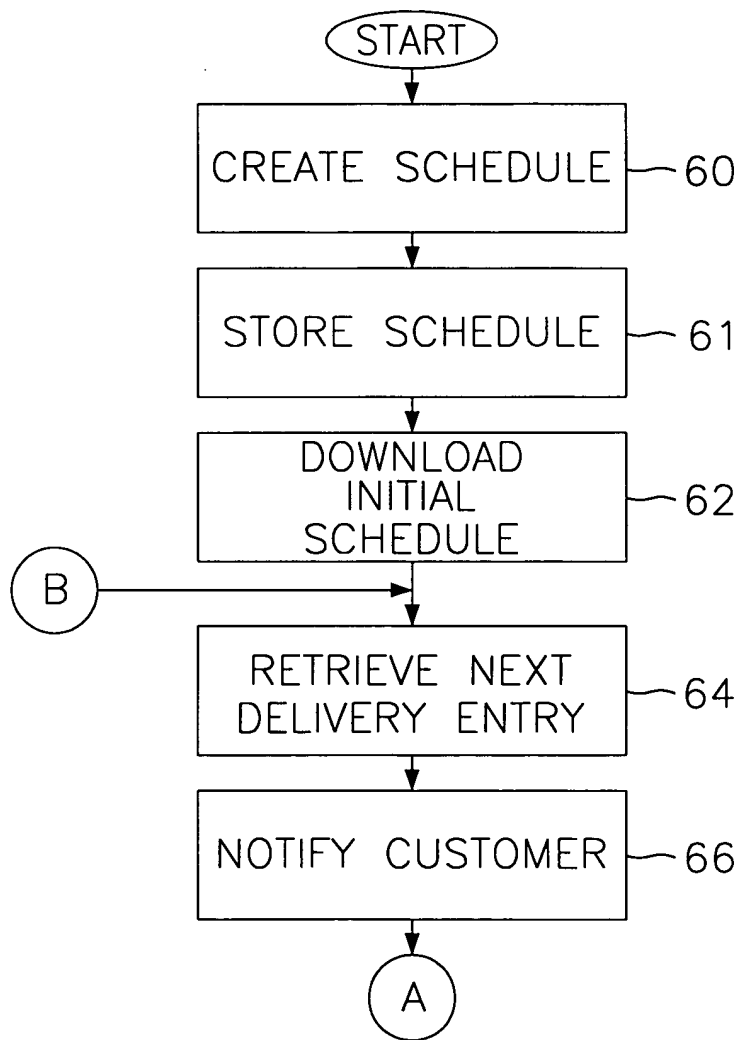 START
CREATE SCHEDULE
60
STORE SCHEDULE
61
DOWNLOAD
INITIAL
SCHEDULE
62
B
RETRIEVE NEXT
DELIVERY ENTRY
64
NOTIFY CUSTOMER
66
A